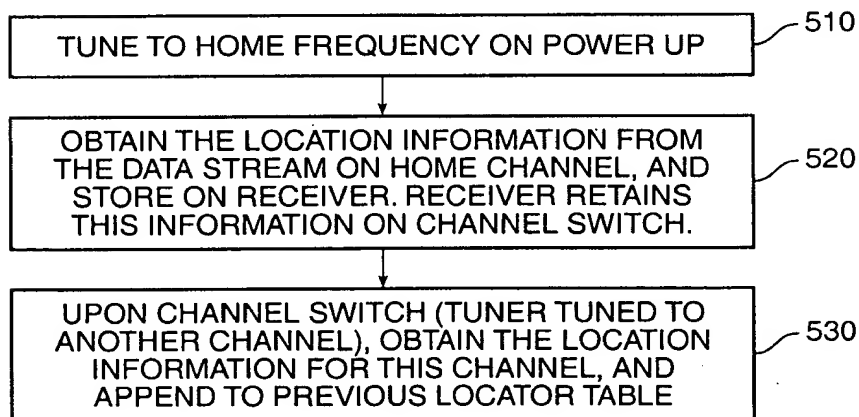 TUNE TO HOME FREQUENCY ON POWER UP
510
OBTAIN THE LOCATION INFORMATION FROM
THE DATA STREAM ON HOME CHANNEL, AND
STORE ON RECEIVER. RECEIVER RETAINS
THIS INFORMATION ON CHANNEL SWITCH.
520
UPON CHANNEL SWITCH (TUNER TUNED TO
ANOTHER CHANNEL), OBTAIN THE LOCATION
INFORMATION FOR THIS CHANNEL, AND
APPEND TO PREVIOUS LOCATOR TABLE
530